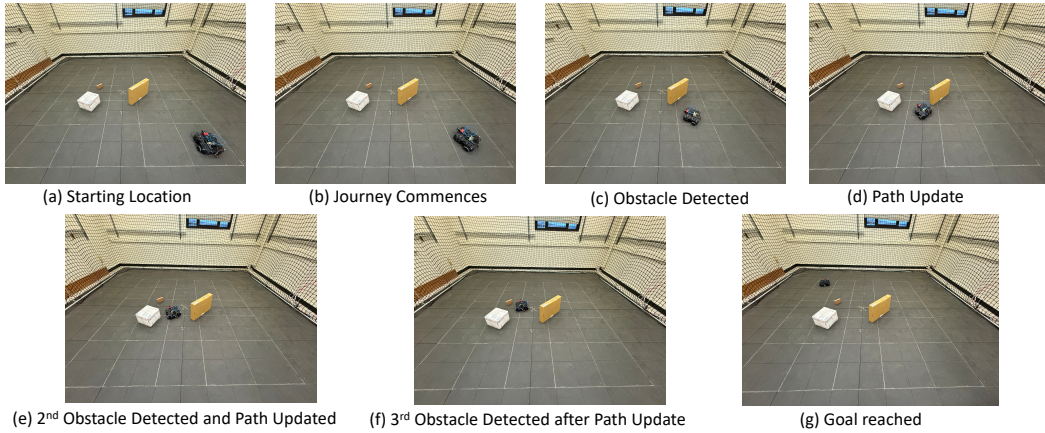 (a) Starting Location
(b) Journey Commences
(c) Obstacle Detected
(d) Path Update
(e) 2nd Obstacle Detected and Path Updated
(f) 3rd Obstacle Detected after Path Update
(g) Goal reached